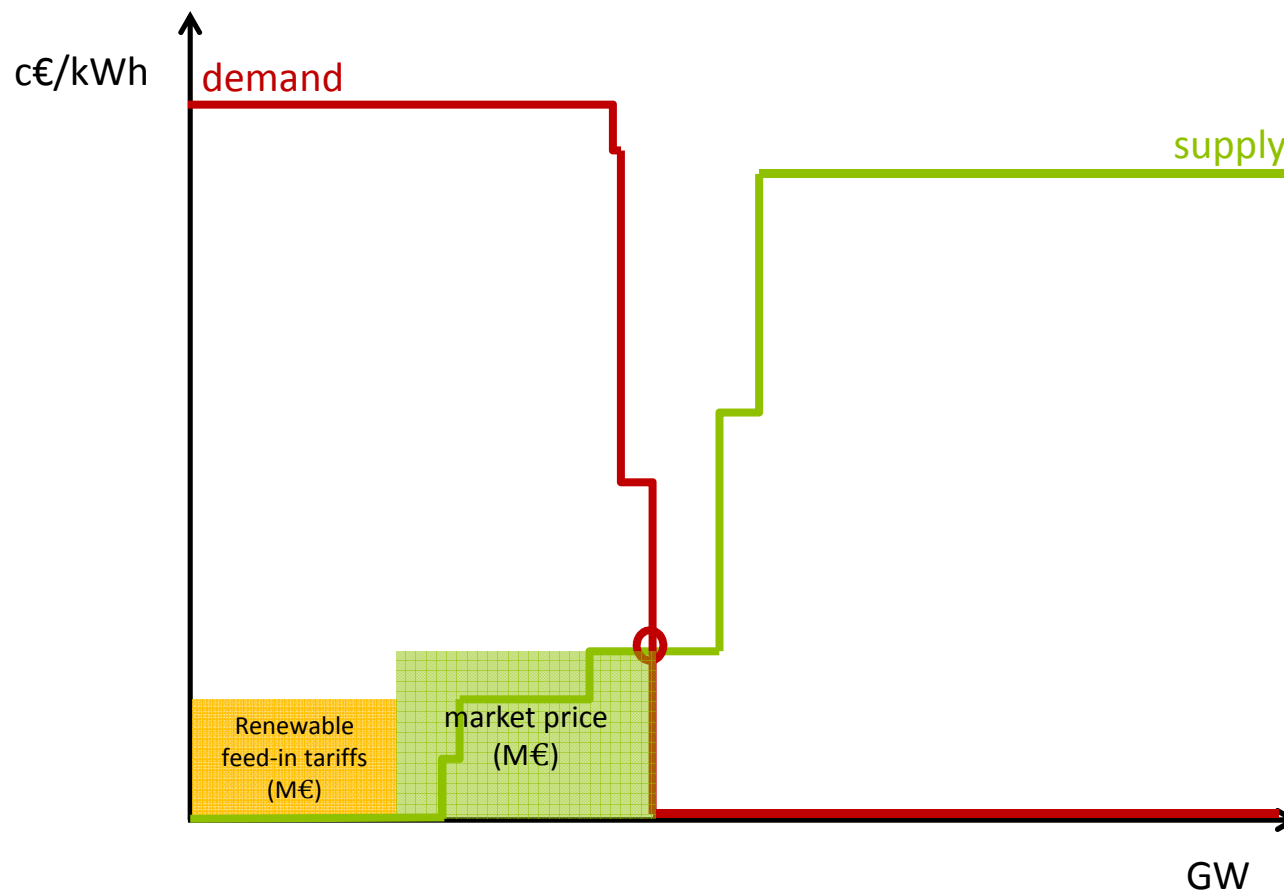 c€/kWh
demand
supply
Renewable
feed-in tariffs
(M€)
market price
(M€)
GW